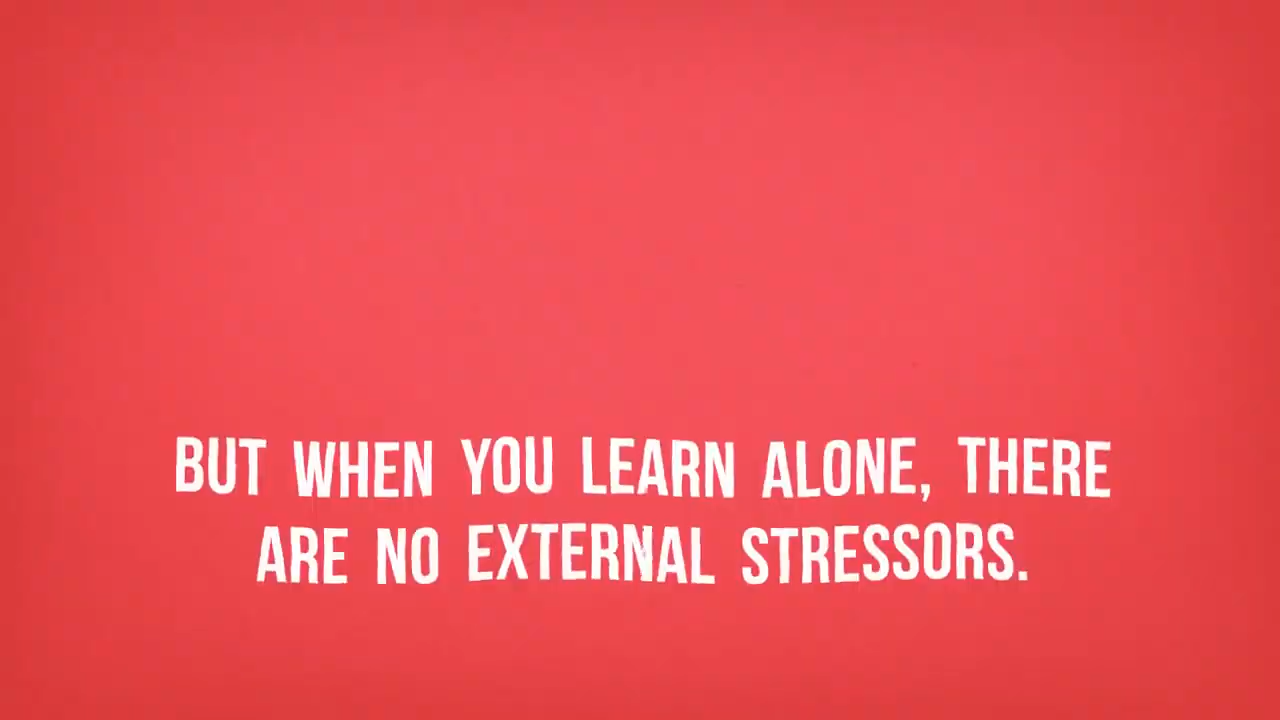 BUT WHEN YOU LEARN ALONE, THERE
ARE NO EXTERNAL STRESSORS.